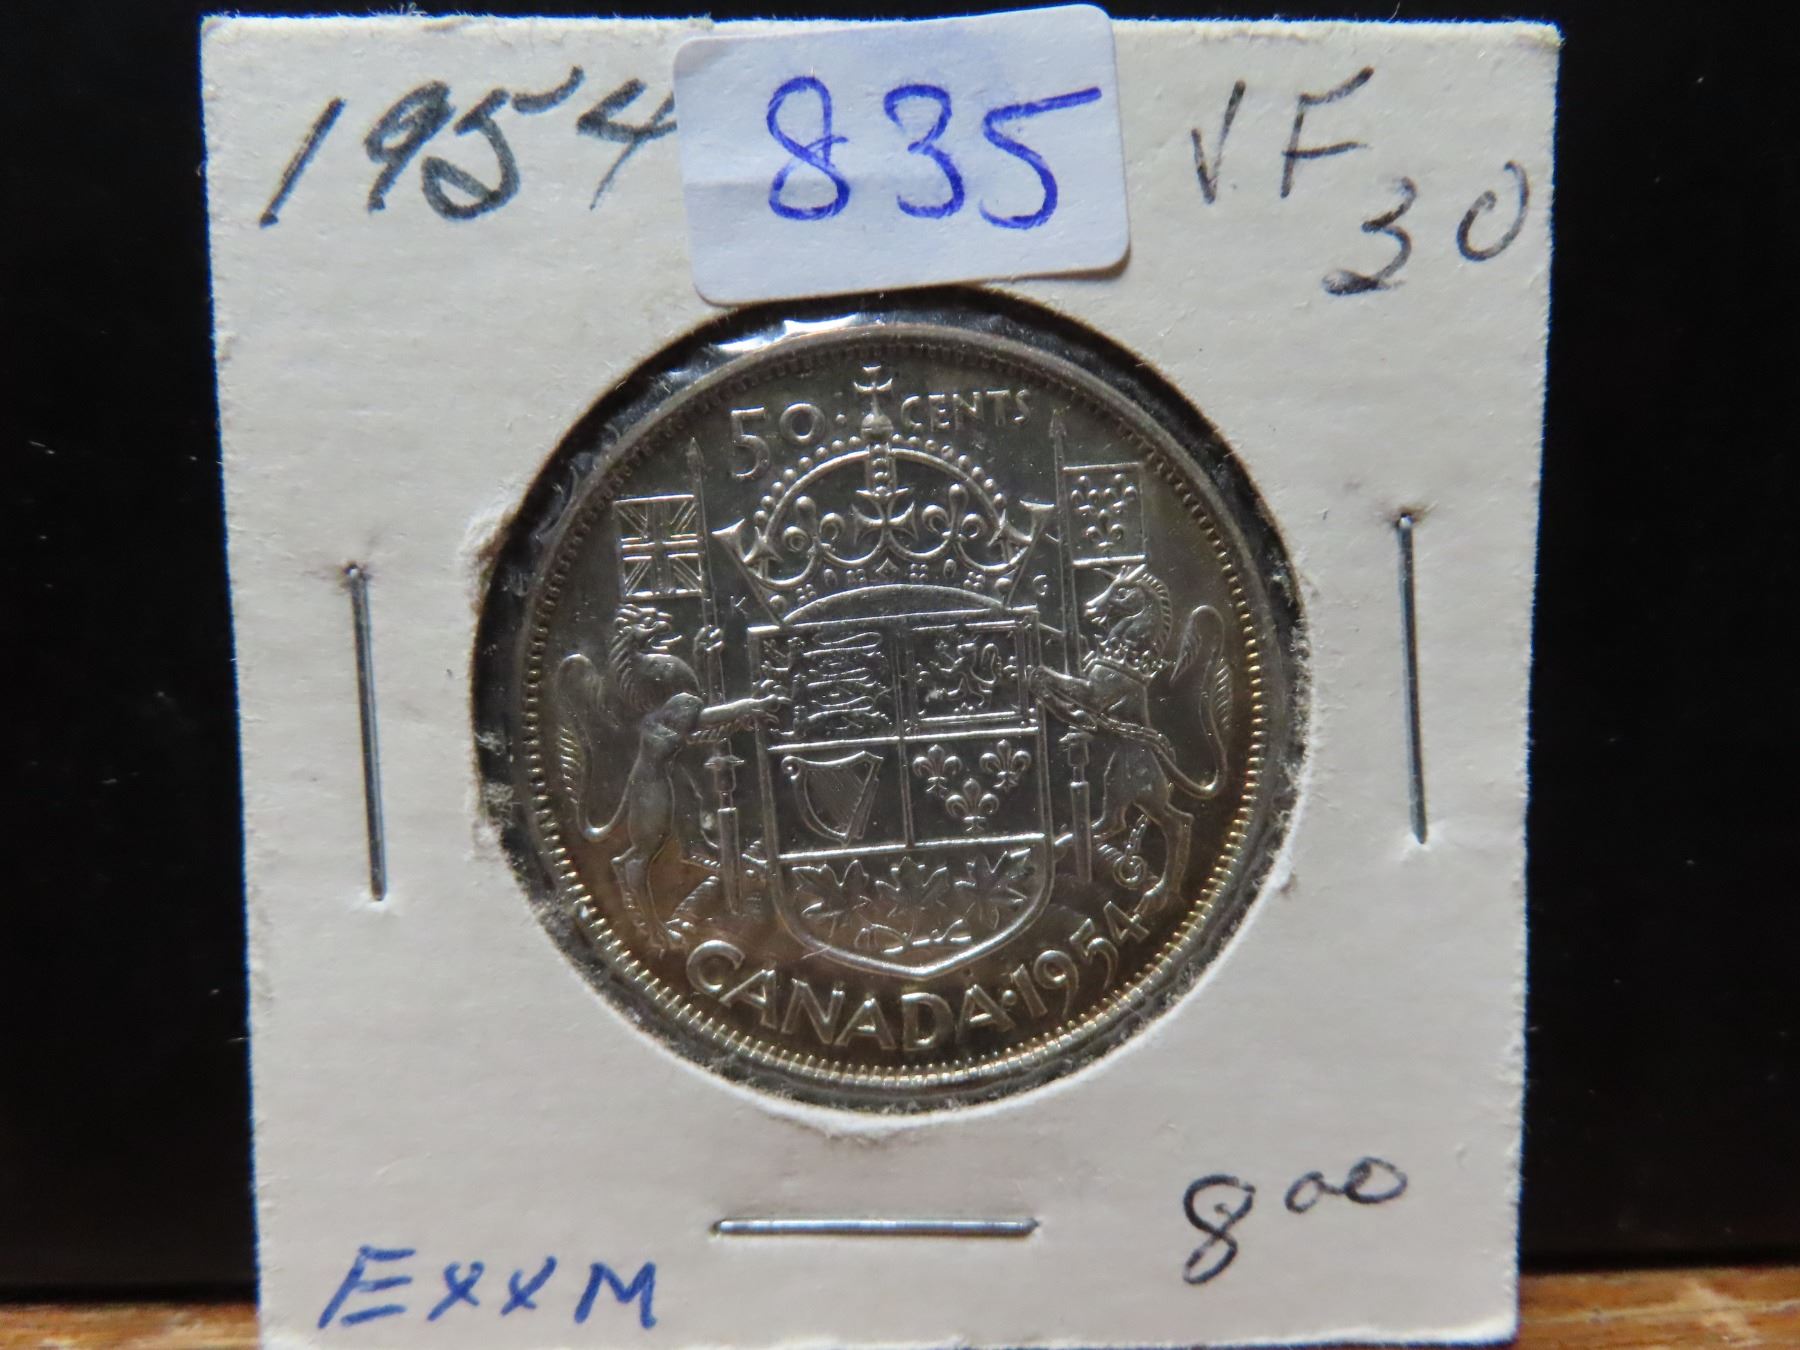 1954 835 VF
30
50 CENTS
K G
CANADA · 1954
8 00
ExxM